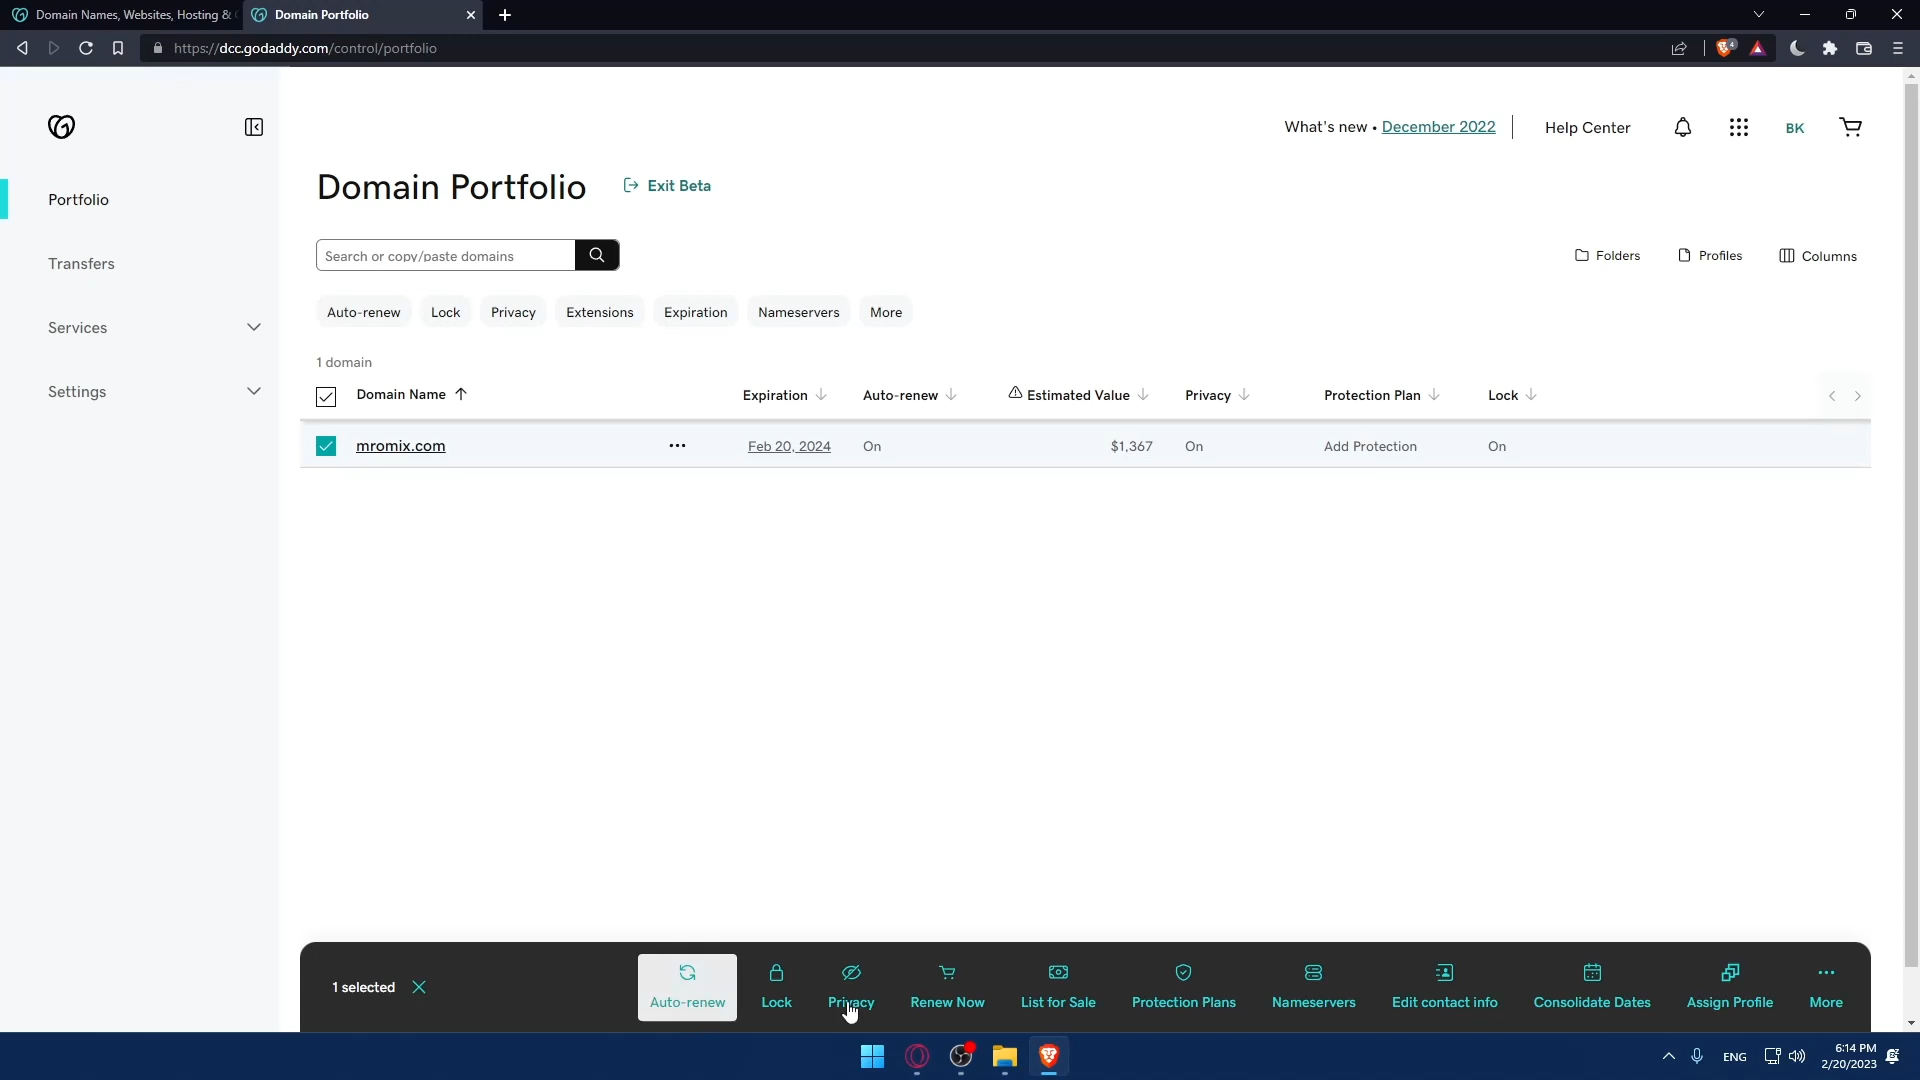 Domain Names, Websites, Hosting &
Domain Portfolio
https://dcc.godaddy.com/control/portfolio
4
What's new • December 2022
Help Center
BK
Portfolio
Transfers
Services
Settings
Domain Portfolio
Exit Beta
Search or copy/paste domains
Folders
Profiles
Columns
Auto-renew
Lock
Privacy
Extensions
Expiration
Nameservers
More
1 domain
Domain Name
Expiration
Auto-renew
Estimated Value
Privacy
Protection Plan
Lock
mromix.com
Feb 20, 2024
On
$1,367
On
Add Protection
On
1 selected
Auto-renew
Lock
Privacy
Renew Now
List for Sale
Protection Plans
Nameservers
Edit contact info
Consolidate Dates
Assign Profile
More
ENG
6:14 PM
2/20/2023